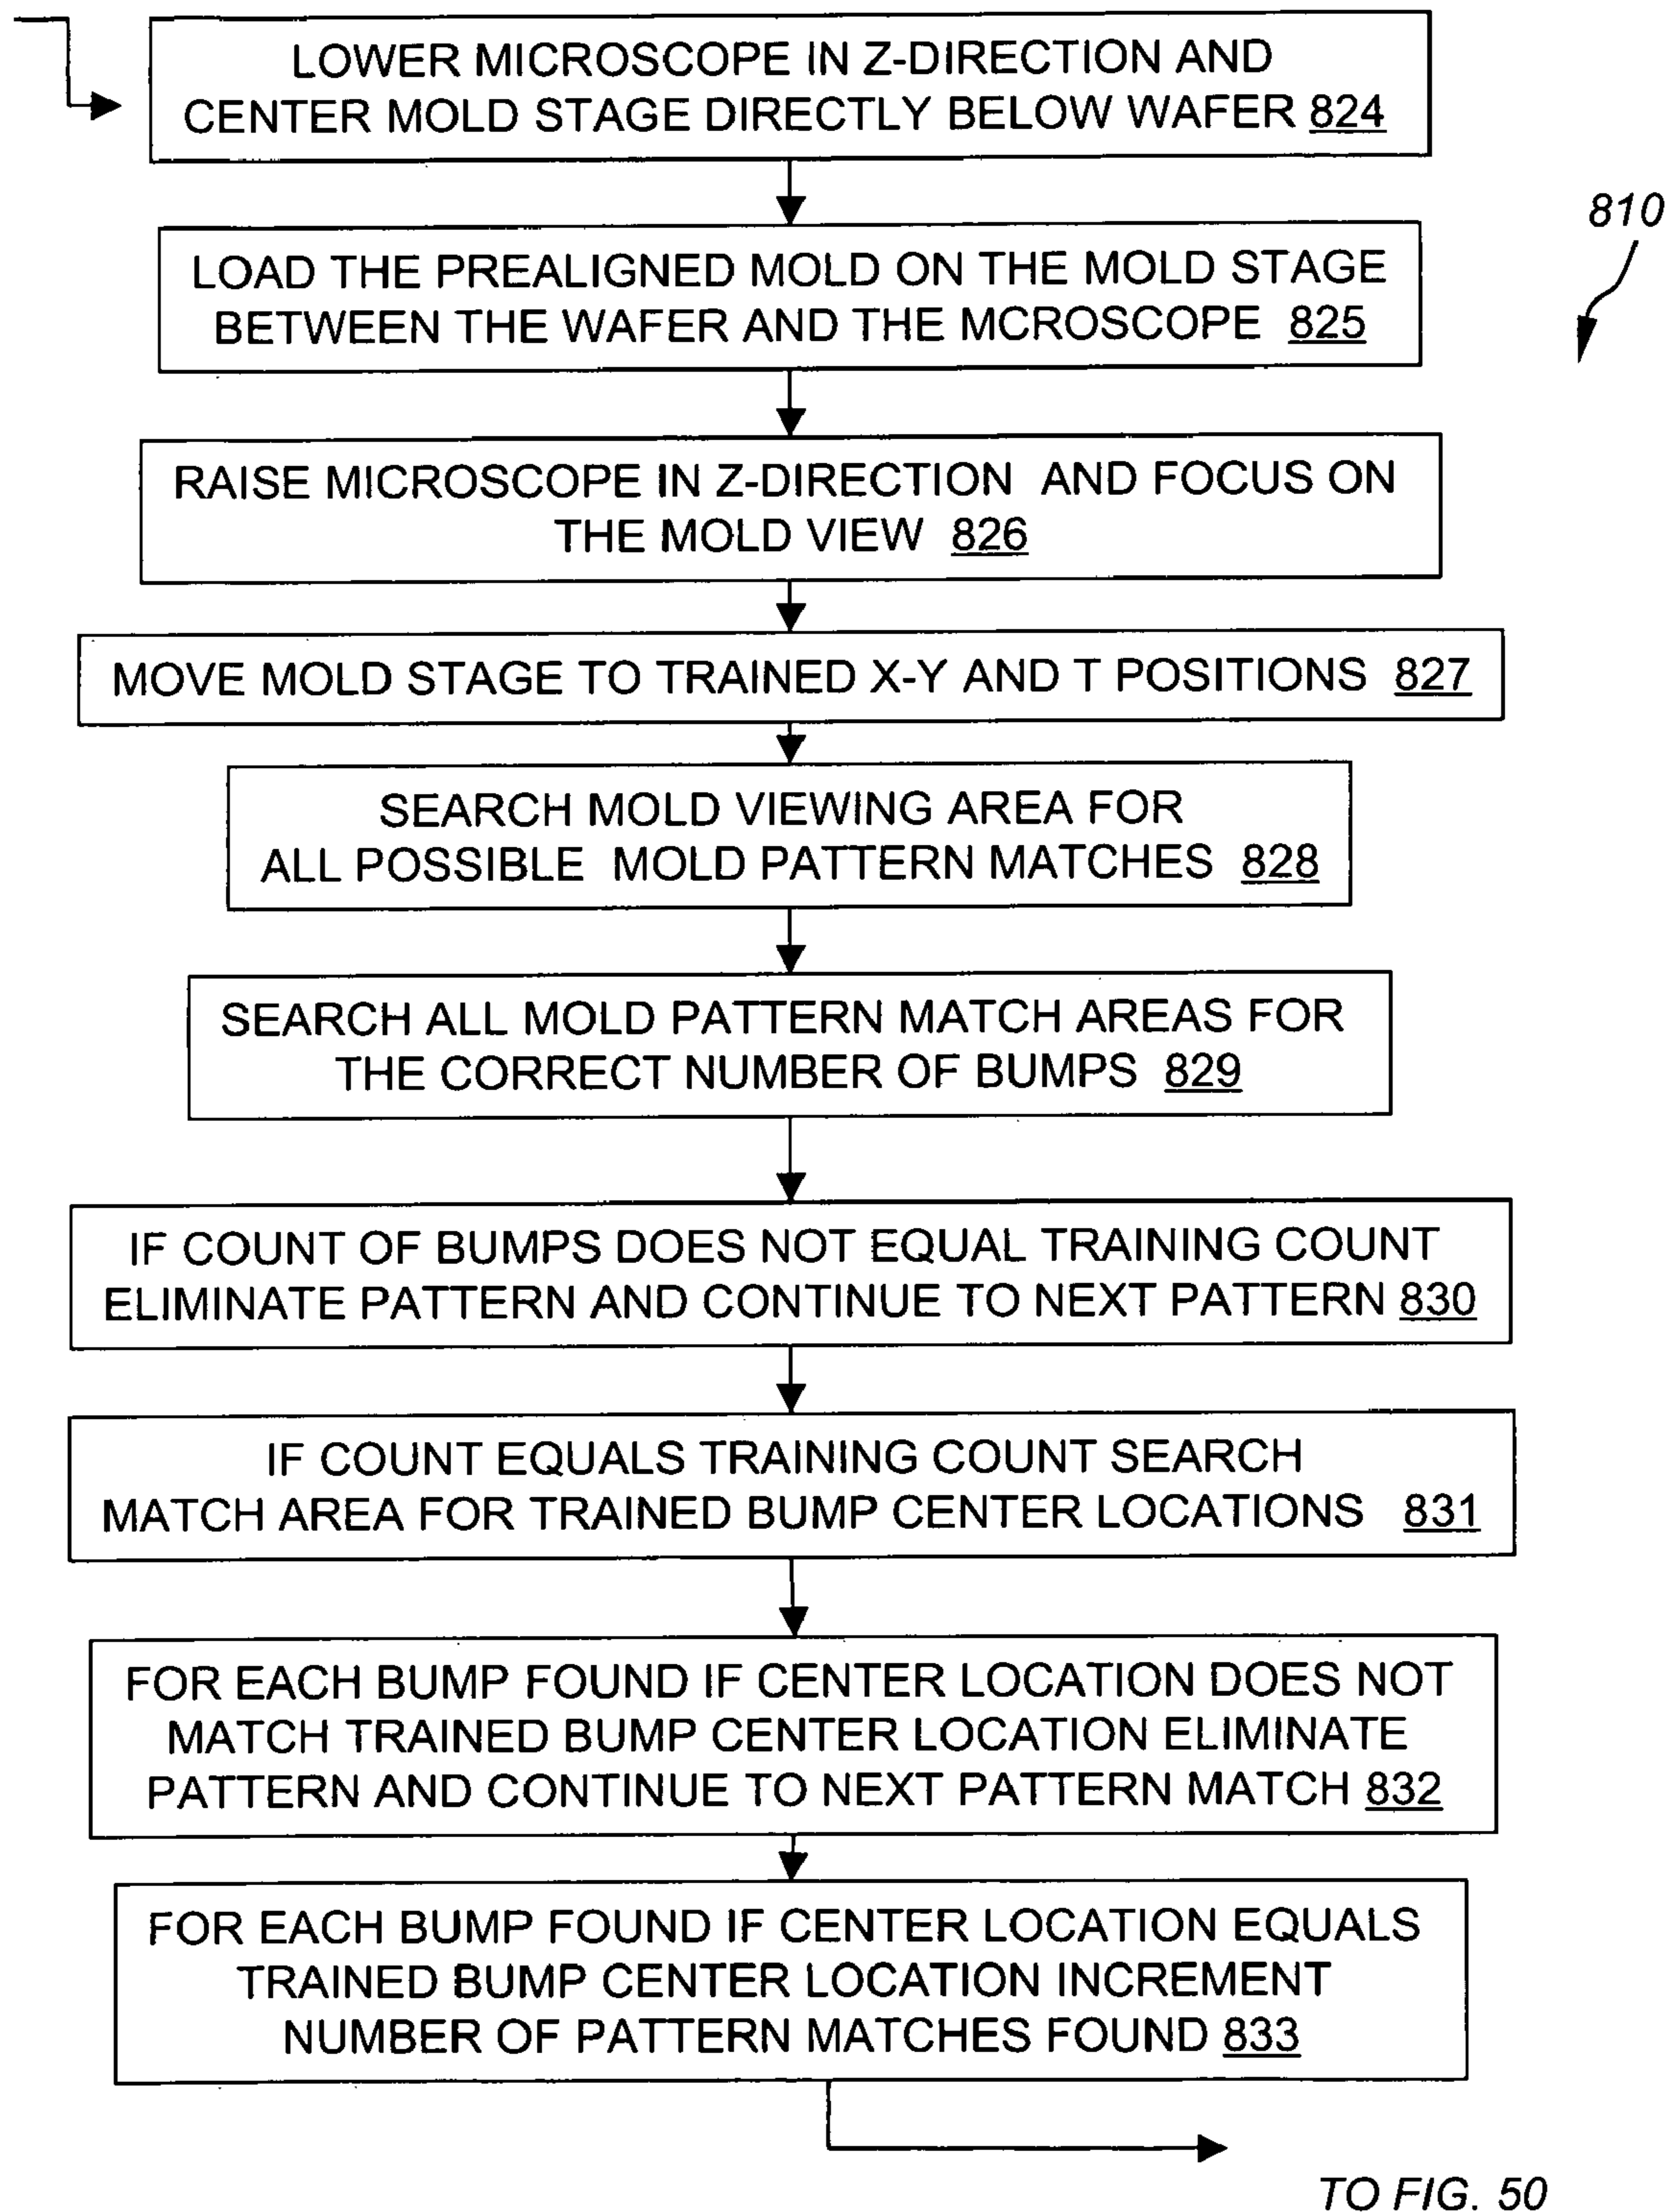 LOWER MICROSCOPE IN Z-DIRECTION AND
CENTER MOLD STAGE DIRECTLY BELOW WAFER 824
810
LOAD THE PREALIGNED MOLD ON THE MOLD STAGE
BETWEEN THE WAFER AND THE MCROSCOPE 825
RAISE MICROSCOPE IN Z-DIRECTION AND FOCUS ON
THE MOLD VIEW 826
MOVE MOLD STAGE TO TRAINED X-Y AND T POSITIONS 827
SEARCH MOLD VIEWING AREA FOR
ALL POSSIBLE MOLD PATTERN MATCHES 828
SEARCH ALL MOLD PATTERN MATCH AREAS FOR
THE CORRECT NUMBER OF BUMPS 829
IF COUNT OF BUMPS DOES NOT EQUAL TRAINING COUNT
ELIMINATE PATTERN AND CONTINUE TO NEXT PATTERN 830
IF COUNT EQUALS TRAINING COUNT SEARCH
MATCH AREA FOR TRAINED BUMP CENTER LOCATIONS 831
FOR EACH BUMP FOUND IF CENTER LOCATION DOES NOT
MATCH TRAINED BUMP CENTER LOCATION ELIMINATE
PATTERN AND CONTINUE TO NEXT PATTERN MATCH 832
FOR EACH BUMP FOUND IF CENTER LOCATION EQUALS
TRAINED BUMP CENTER LOCATION INCREMENT
NUMBER OF PATTERN MATCHES FOUND 833
TO FIG. 50